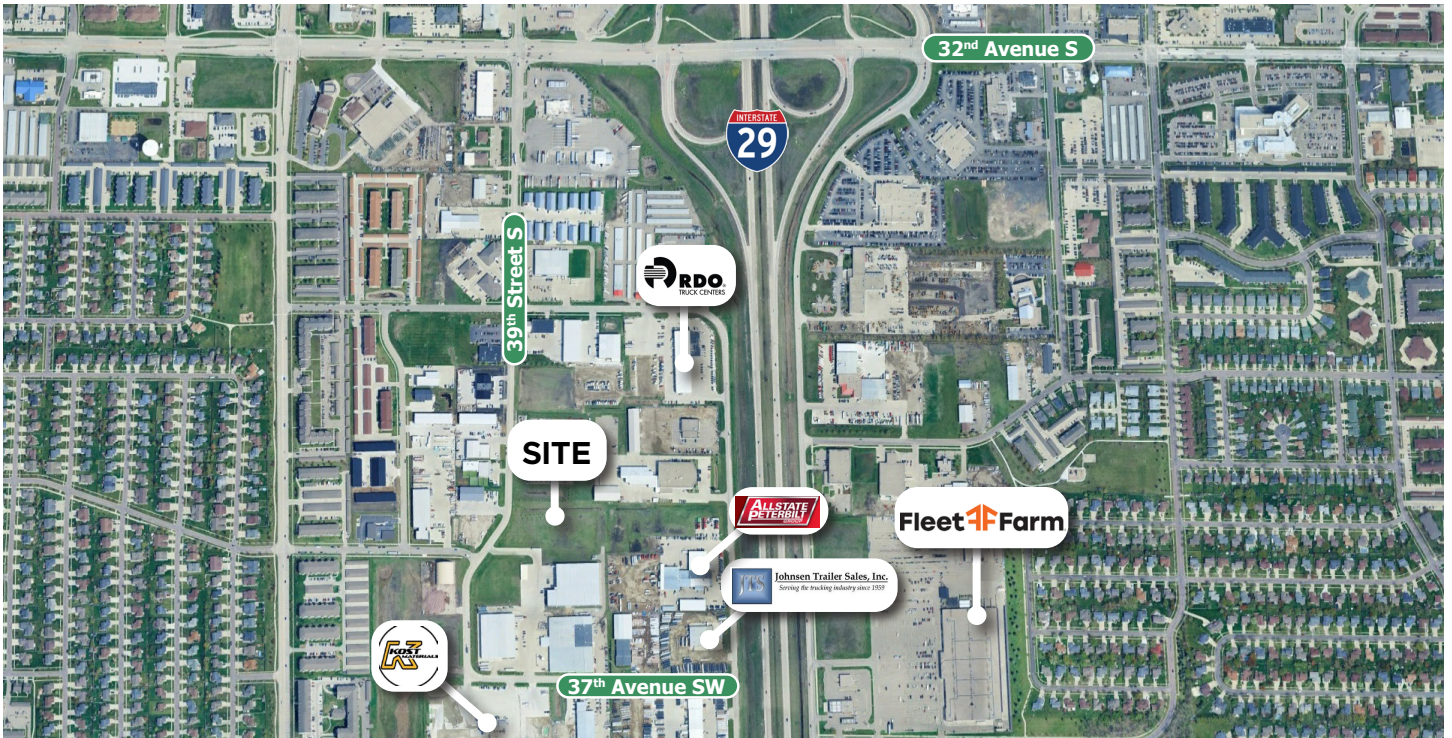 32nd Avenue S
INTERSTATE
29
39th Street S
RDO
TRUCK CENTERS
SITE
ALLSTATE
PETERBILT
GROUP
Fleet Farm
JTS
Johnsen Trailer Sales, Inc.
Serving the trucking industry since 1959
KOST
MATERIALS
37th Avenue SW